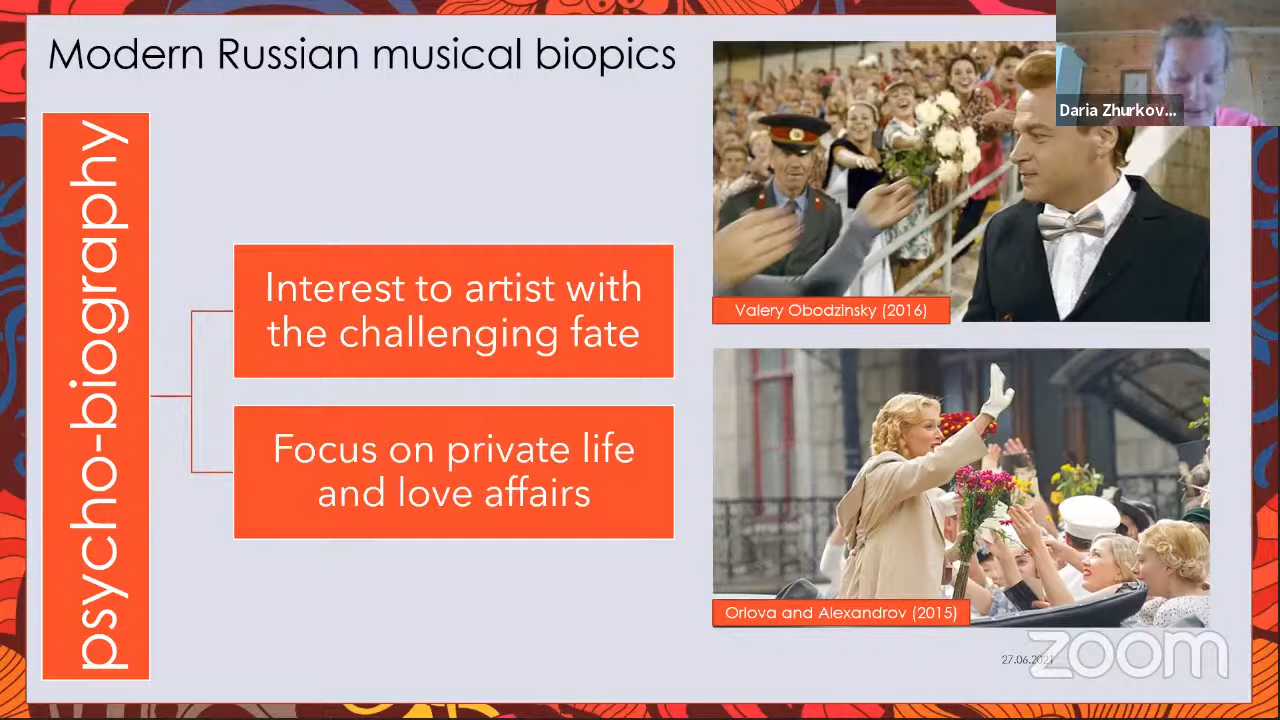 Modern Russian musical biopics
psycho-biography
Interest to artist with
the challenging fate
Focus on private life
and love affairs
Daria Zhurkov...
Valery Obodzinsky (2016)
Orlova and Alexandrov (2015)
27.06.2021
zoom